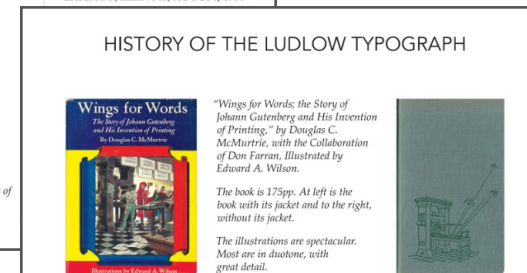 HISTORY OF THE LUDLOW TYPOGRAPH
Wings for Words
The Story of Johann Gutenberg
and His Invention of Printing
By Douglas C. McMurtrie
Illustrations by Edward A. Wilson
"Wings for Words; the Story of
Johann Gutenberg and His Invention
of Printing," by Douglas C.
McMurtrie, with the Collaboration
of Don Farran, Illustrated by
Edward A. Wilson.
The book is 175pp. At left is the
book with its jacket and to the right,
without its jacket.
The illustrations are spectacular.
Most are in duotone, with
great detail.
of